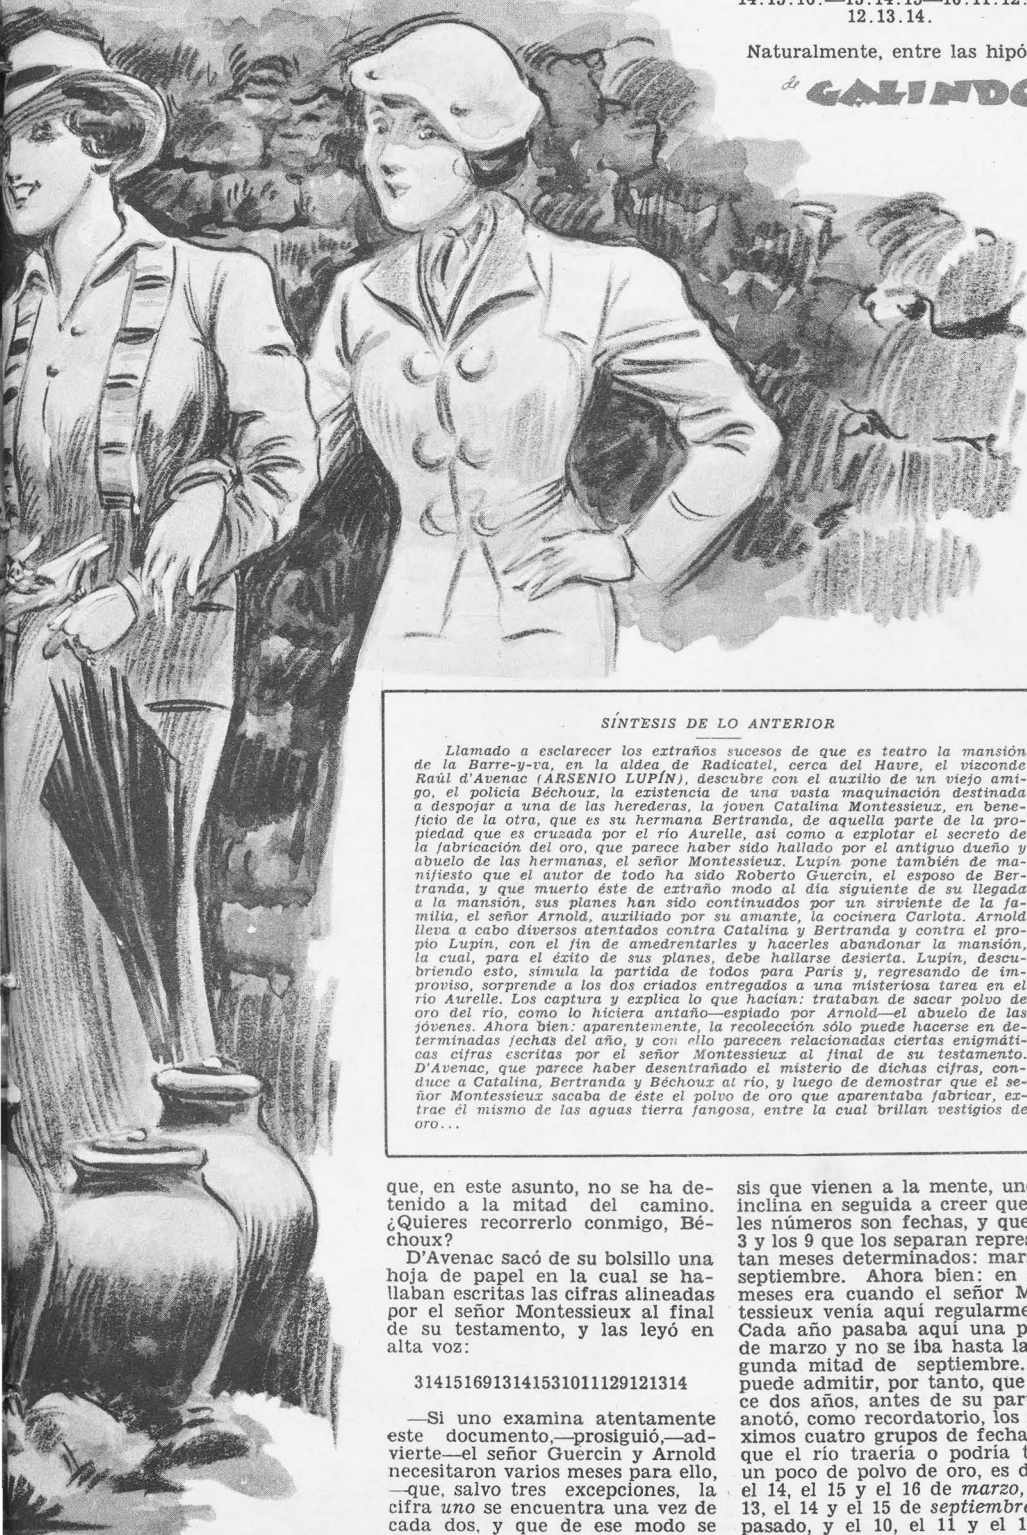 12.13.14.
Naturalmente, entre las hipó-
de GALINDO
SÍNTESIS DE LO ANTERIOR
Llamado a esclarecer los extraños sucesos de que es teatro la mansión
de la Barre-y-va, en la aldea de Radicatel, cerca del Havre, el vizconde
Raúl d'Avenac (ARSENIO LUPÍN), descubre con el auxilio de un viejo ami-
go, el policía Béchoux, la existencia de una vasta maquinación destinada
a despojar a una de las herederas, la joven Catalina Montessieux, en bene-
ficio de la otra, que es su hermana Bertranda, de aquella parte de la pro-
piedad que es cruzada por el río Aurelle, así como a explotar el secreto de
la fabricación del oro, que parece haber sido hallado por el antiguo dueño y
abuelo de las hermanas, el señor Montessieux. Lupin pone también de ma-
nifiesto que el autor de todo ha sido Roberto Guercin, el esposo de Ber-
tranda, y que muerto éste de extraño modo al día siguiente de su llegada
a la mansión, sus planes han sido continuados por un sirviente de la fa-
milia, el señor Arnold, auxiliado por su amante, la cocinera Carlota. Arnold
lleva a cabo diversos atentados contra Catalina y Bertranda y contra el pro-
pio Lupin, con el fin de amedrentarles y hacerles abandonar la mansión,
la cual, para el éxito de sus planes, debe hallarse desierta. Lupin, descu-
briendo esto, simula la partida de todos para París y, regresando de im-
proviso, sorprende a los dos criados entregados a una misteriosa tarea en el
río Aurelle. Los captura y explica lo que hacían: trataban de sacar polvo de
oro del río, como lo hiciera antaño—espiado por Arnold—el abuelo de las
jóvenes. Ahora bien: aparentemente, la recolección sólo puede hacerse en de-
terminadas fechas del año, y con ello parecen relacionadas ciertas enigmáti-
cas cifras escritas por el señor Montessieux al final de su testamento.
D'Avenac, que parece haber desentrañado el misterio de dichas cifras, con-
duce a Catalina, Bertranda y Béchoux al río, y luego de demostrar que el se-
ñor Montessieux sacaba de éste el polvo de oro que aparentaba fabricar, ex-
trae él mismo de las aguas tierra fangosa, entre la cual brillan vestigios de
oro...
que, en este asunto, no se ha de-
tenido a la mitad del camino.
¿Quieres recorrerlo conmigo, Bé-
choux?
D'Avenac sacó de su bolsillo una
hoja de papel en la cual se ha-
llaban escritas las cifras alineadas
por el señor Montessieux al final
de su testamento, y las leyó en
alta voz:
3141516913141531011129121314
—Si uno examina atentamente
este documento,—prosiguió,—ad-
vierte—el señor Guercin y Arnold
necesitaron varios meses para ello,
—que, salvo tres excepciones, la
cifra uno se encuentra una vez de
cada dos, y que de ese modo se
sis que vienen a la mente, uno
inclina en seguida a creer que
les números son fechas, y que
3 y los 9 que los separan repres
tan meses determinados: mar
septiembre. Ahora bien: en
meses era cuando el señor M
tessieux venía aquí regularme
Cada año pasaba aquí una p
de marzo y no se iba hasta la
gunda mitad de septiembre.
puede admitir, por tanto, que
ce dos años, antes de su par
anotó, como recordatorio, los
ximos cuatro grupos de fecha
que el río traería o podría t
un poco de polvo de oro, es d
el 14, el 15 y el 16 de marzo,
13, el 14 y el 15 de septiembre
pasado, y el 10, el 11 y el 1